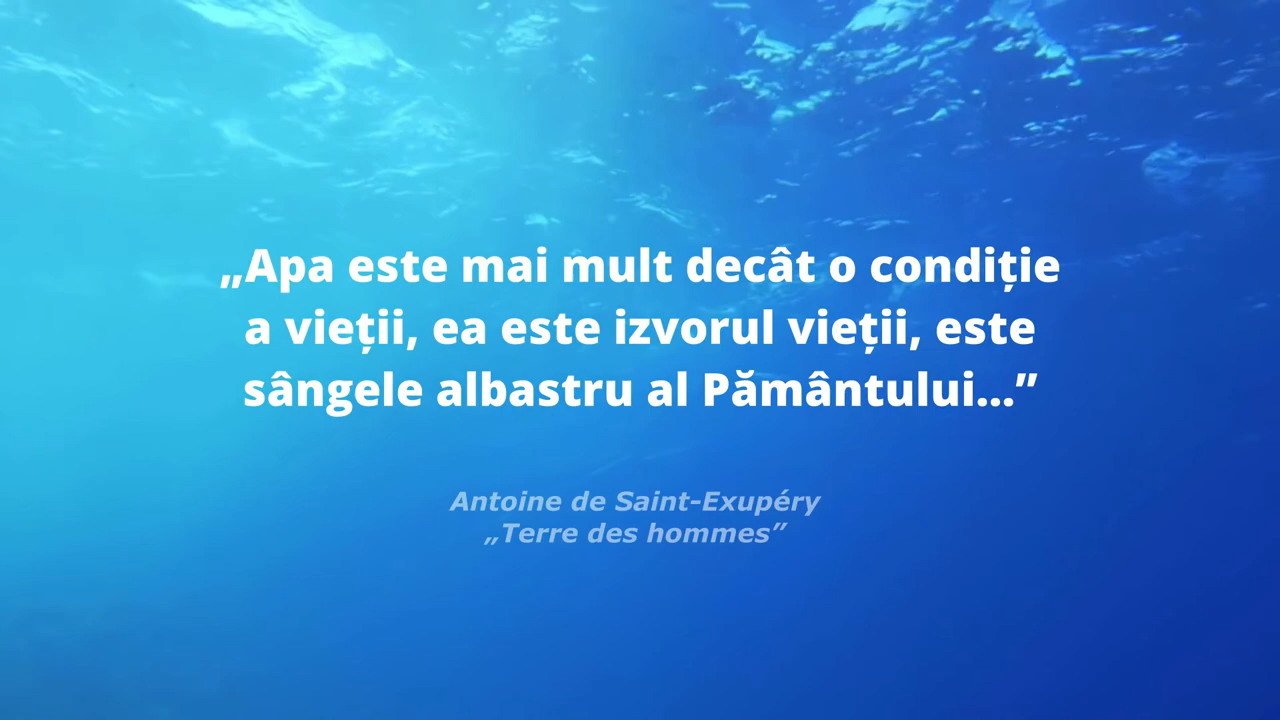 „Apa este mai mult decât o condiție
a vieții, ea este izvorul vieții, este
sângele albastru al Pământului...”
Antoine de Saint-Exupéry
„Terre des hommes”